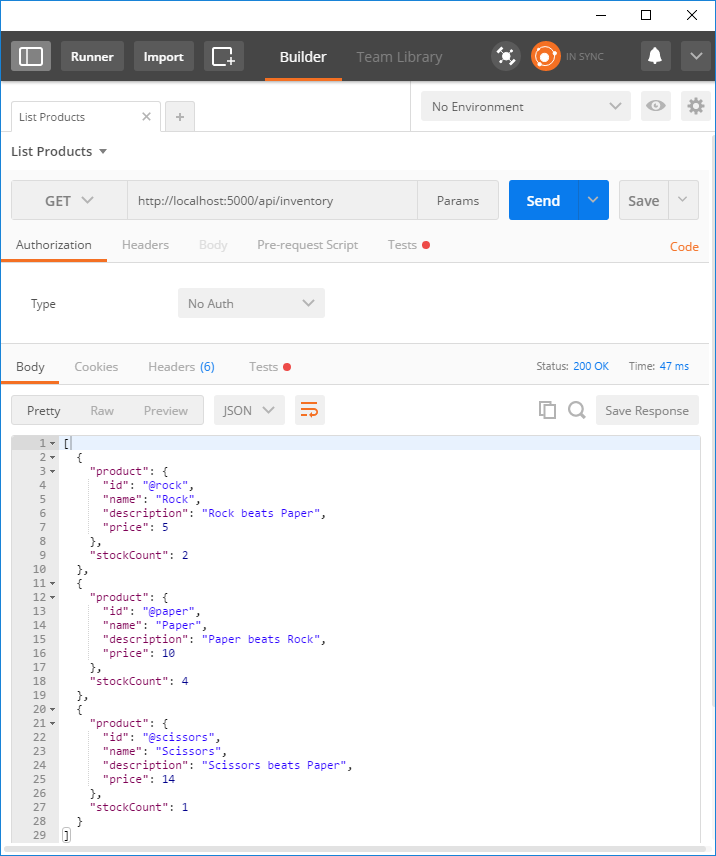 Runner Import Builder Team Library IN SYNC
List Products No Environment
List Products
GET http://localhost:5000/api/inventory Params Send Save
Authorization Headers Body Pre-request Script Tests Code
Type No Auth
Body Cookies Headers (6) Tests Status: 200 OK Time: 47 ms
Pretty Raw Preview JSON Save Response
1 [
2 {
3 "product": {
4 "id": "@rock",
5 "name": "Rock",
6 "description": "Rock beats Paper",
7 "price": 5
8 },
9 "stockCount": 2
10 },
11 {
12 "product": {
13 "id": "@paper",
14 "name": "Paper",
15 "description": "Paper beats Rock",
16 "price": 10
17 },
18 "stockCount": 4
19 },
20 {
21 "product": {
22 "id": "@scissors",
23 "name": "Scissors",
24 "description": "Scissors beats Paper",
25 "price": 14
26 },
27 "stockCount": 1
28 }
29 ]